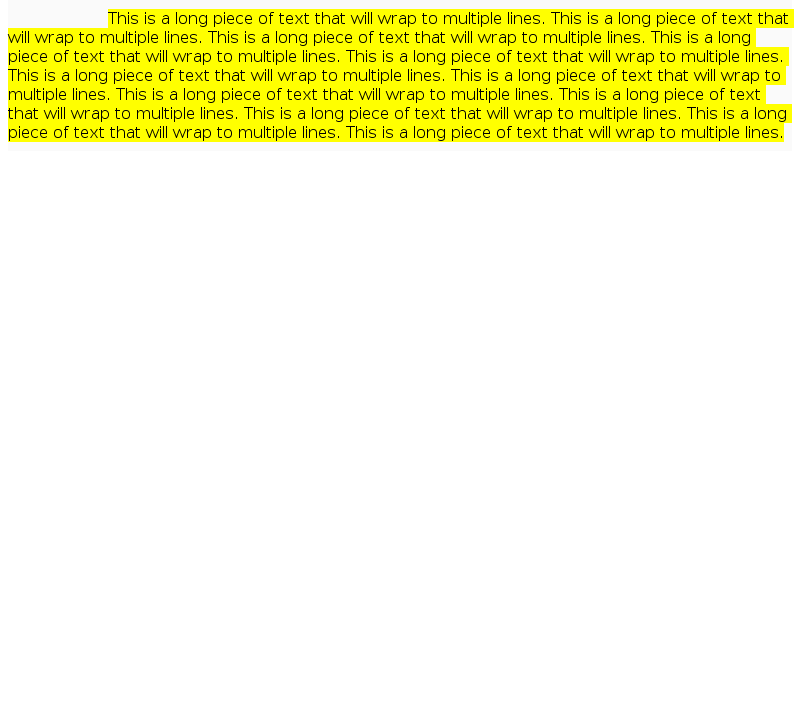 This is a long piece of text that will wrap to multiple lines. This is a long piece of text that
will wrap to multiple lines. This is a long piece of text that will wrap to multiple lines. This is a long
piece of text that will wrap to multiple lines. This is a long piece of text that will wrap to multiple lines.
This is a long piece of text that will wrap to multiple lines. This is a long piece of text that will wrap to
multiple lines. This is a long piece of text that will wrap to multiple lines. This is a long piece of text
that will wrap to multiple lines. This is a long piece of text that will wrap to multiple lines. This is a long
piece of text that will wrap to multiple lines. This is a long piece of text that will wrap to multiple lines.